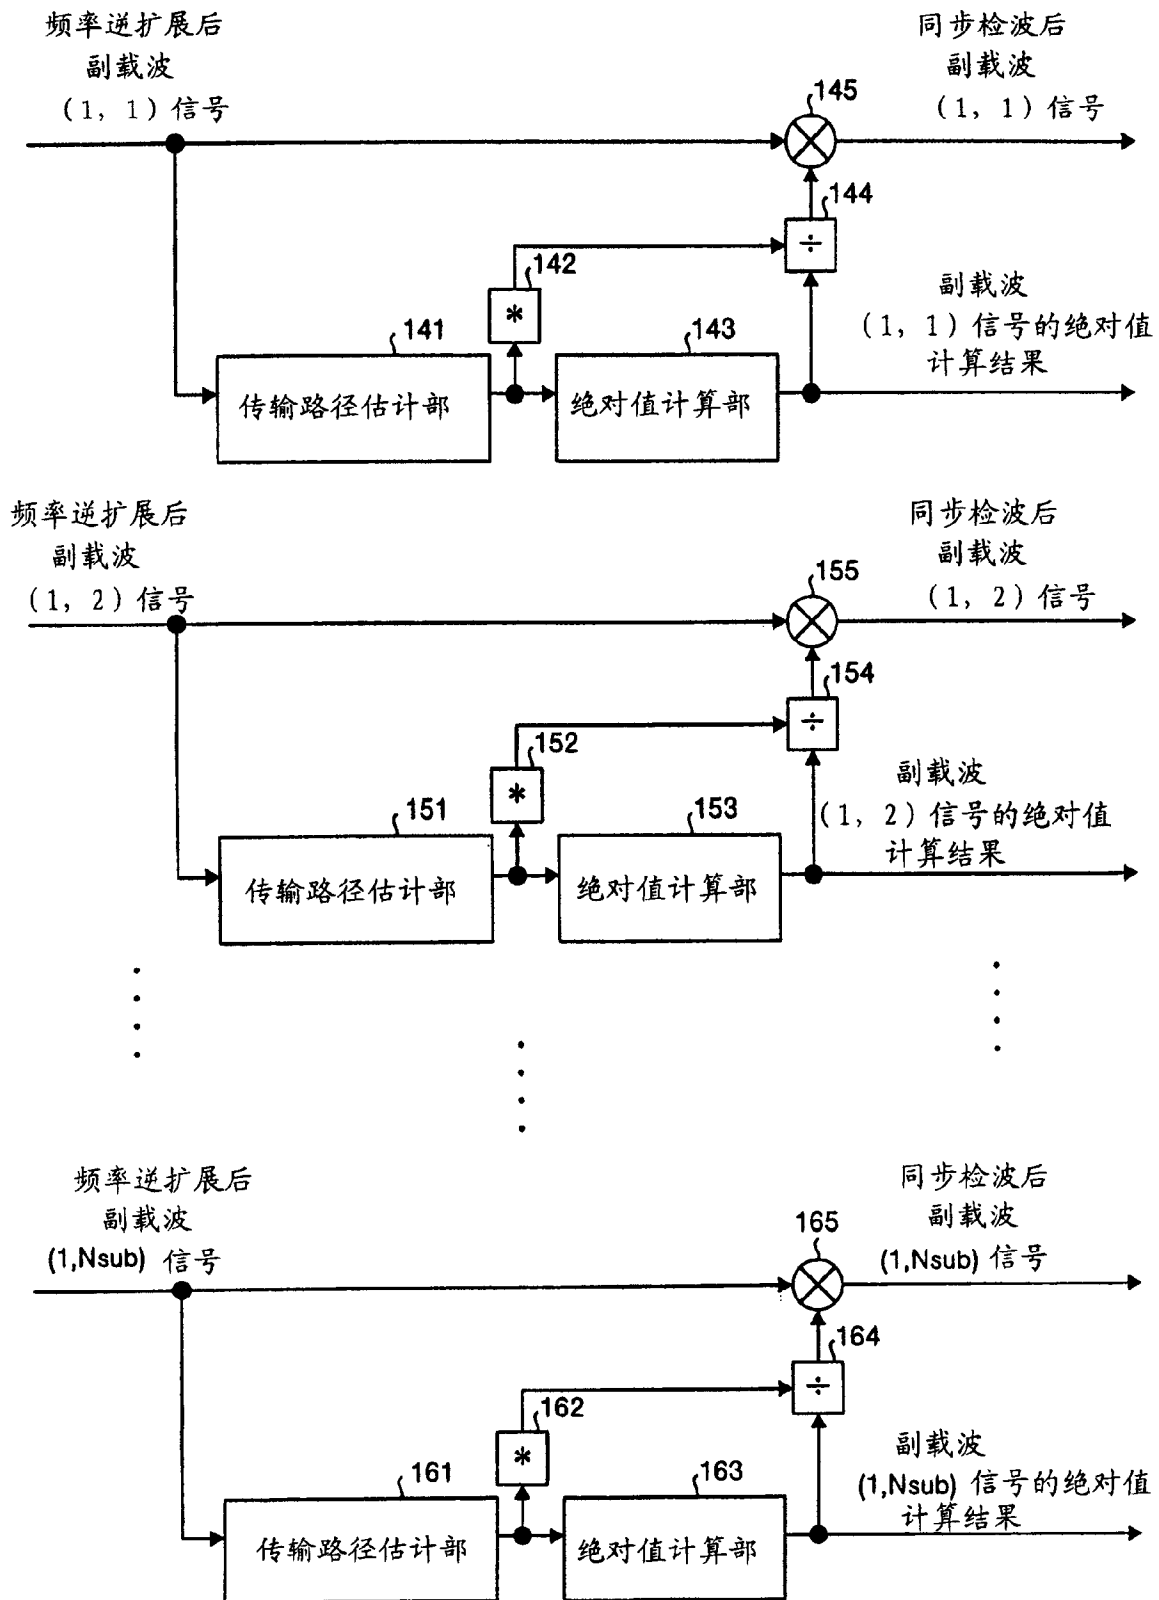 频率逆扩展后
副载波
(1, 1) 信号
同步检波后
副载波
(1, 1) 信号
145
144
÷
142
*
副载波
(1, 1) 信号的绝对值
计算结果
141
143
传输路径估计部
绝对值计算部
频率逆扩展后
副载波
(1, 2) 信号
同步检波后
副载波
(1, 2) 信号
155
154
÷
152
*
副载波
(1, 2) 信号的绝对值
计算结果
151
153
传输路径估计部
绝对值计算部
频率逆扩展后
副载波
(1,Nsub) 信号
同步检波后
副载波
(1,Nsub) 信号
165
164
÷
162
*
副载波
(1,Nsub) 信号的绝对值
计算结果
161
163
传输路径估计部
绝对值计算部